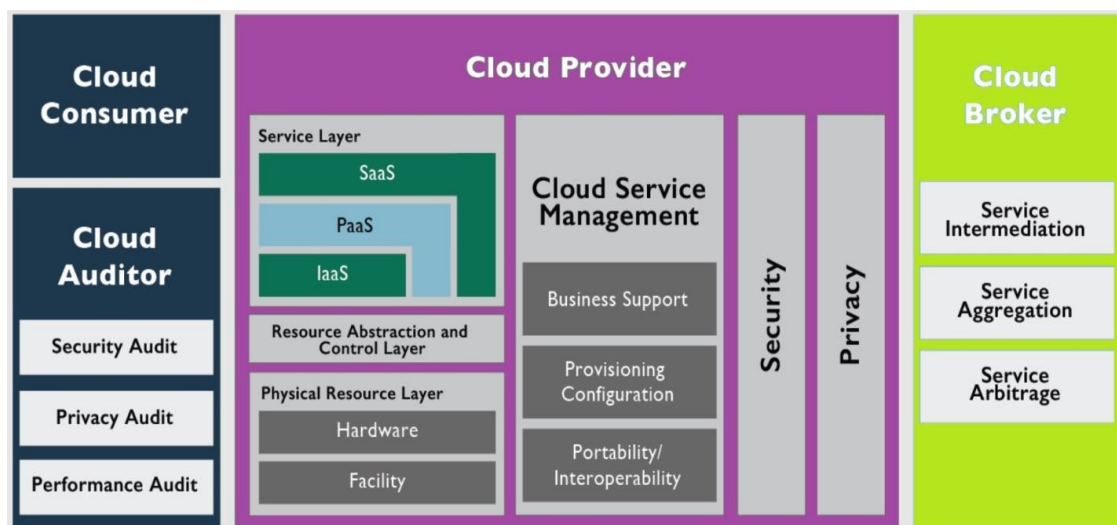 Cloud
Consumer
Cloud
Auditor
Security Audit
Privacy Audit
Performance Audit
Cloud Provider
Service Layer
SaaS
PaaS
IaaS
Resource Abstraction and
Control Layer
Physical Resource Layer
Hardware
Facility
Cloud Service
Management
Business Support
Provisioning
Configuration
Portability/
Interoperability
Security
Privacy
Cloud
Broker
Service
Intermediation
Service
Aggregation
Service
Arbitrage